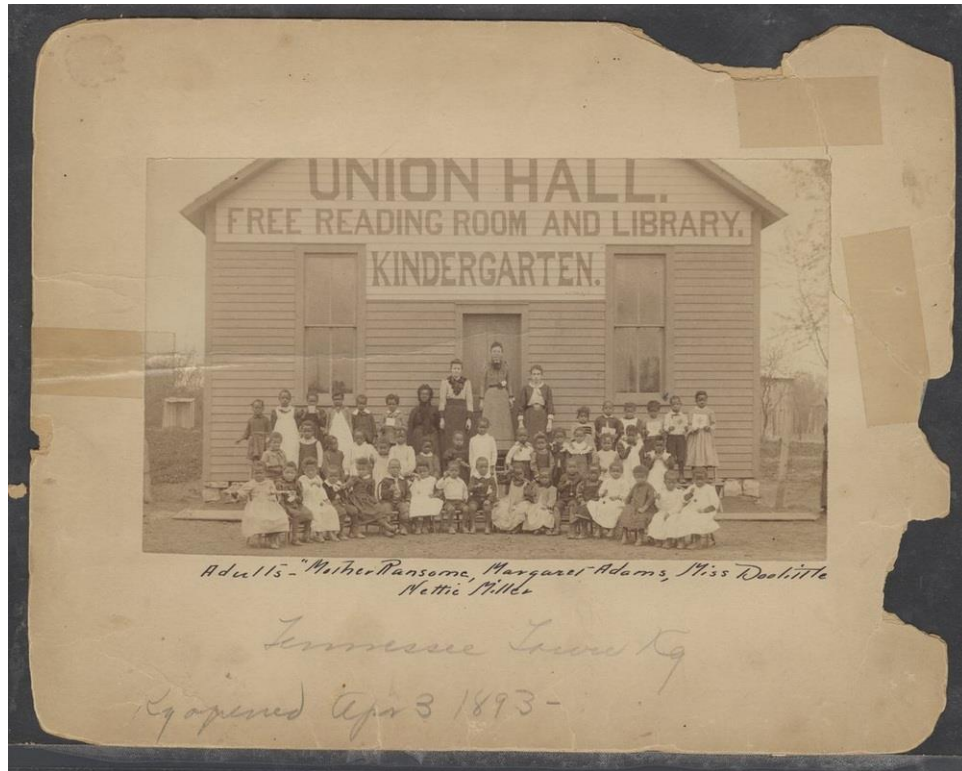 UNION HALL.
FREE READING ROOM AND LIBRARY.
KINDERGARTEN.
Adults - "Mother Ransome, Margaret Adams, Miss Doolittle
Nettie Miller
Tennessee Town Kg
Kg opened Apr 3 1893-